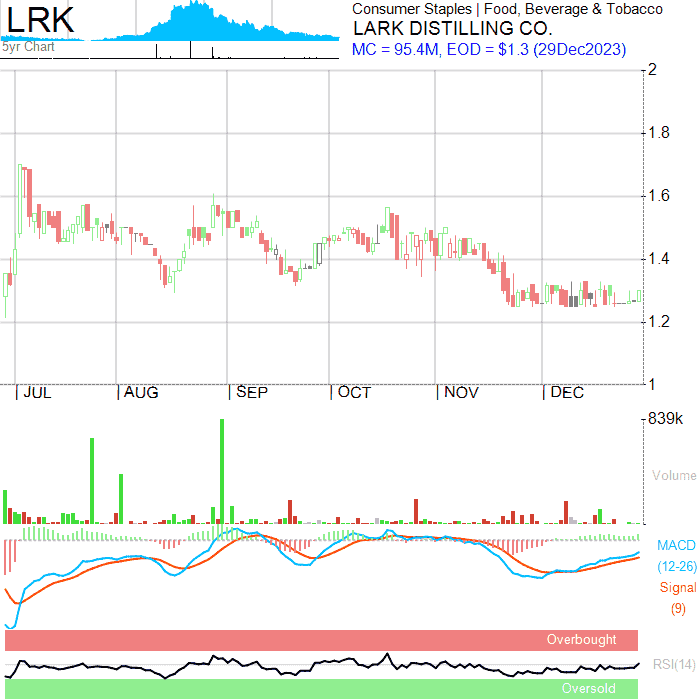 LRK
5yr Chart
Consumer Staples | Food, Beverage & Tobacco
LARK DISTILLING CO.
MC = 95.4M, EOD = $1.3 (29Dec2023)
2
1.8
1.6
1.4
1.2
1
JUL AUG SEP OCT NOV DEC
839k
Volume
MACD
(12-26)
Signal
(9)
Overbought
RSI(14)
Oversold